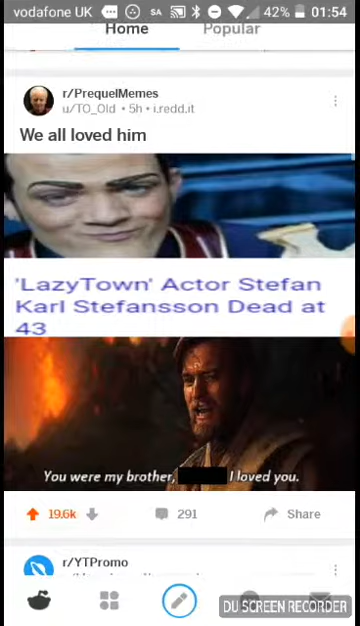 vodafone UK
42%
01:54
Home
Popular
r/PrequelMemes
u/TO_Old • 5h • i.redd.it
We all loved him
'LazyTown' Actor Stefan
Karl Stefansson Dead at
43
You were my brother, I loved you.
19.6k
291
Share
r/YTPromo
DU SCREEN RECORDER